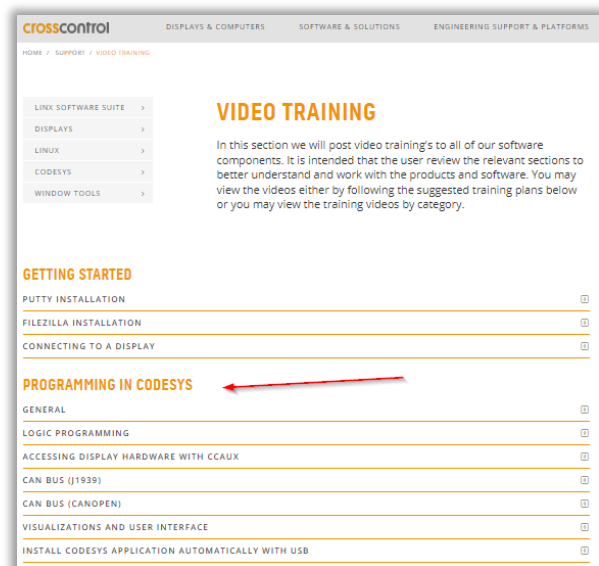 crosscontrol
DISPLAYS & COMPUTERS
SOFTWARE & SOLUTIONS
ENGINEERING SUPPORT & PLATFORMS
HOME / SUPPORT / VIDEO TRAINING
LINX SOFTWARE SUITE >
DISPLAYS >
LINUX >
CODESYS >
WINDOW TOOLS >
VIDEO TRAINING
In this section we will post video training's to all of our software
components. It is intended that the user review the relevant sections to
better understand and work with the products and software. You may
view the videos either by following the suggested training plans below
or you may view the training videos by category.
GETTING STARTED
PUTTY INSTALLATION
FILEZILLA INSTALLATION
CONNECTING TO A DISPLAY
PROGRAMMING IN CODESYS
GENERAL
LOGIC PROGRAMMING
ACCESSING DISPLAY HARDWARE WITH CCAUX
CAN BUS (J1939)
CAN BUS (CANOPEN)
VISUALIZATIONS AND USER INTERFACE
INSTALL CODESYS APPLICATION AUTOMATICALLY WITH USB